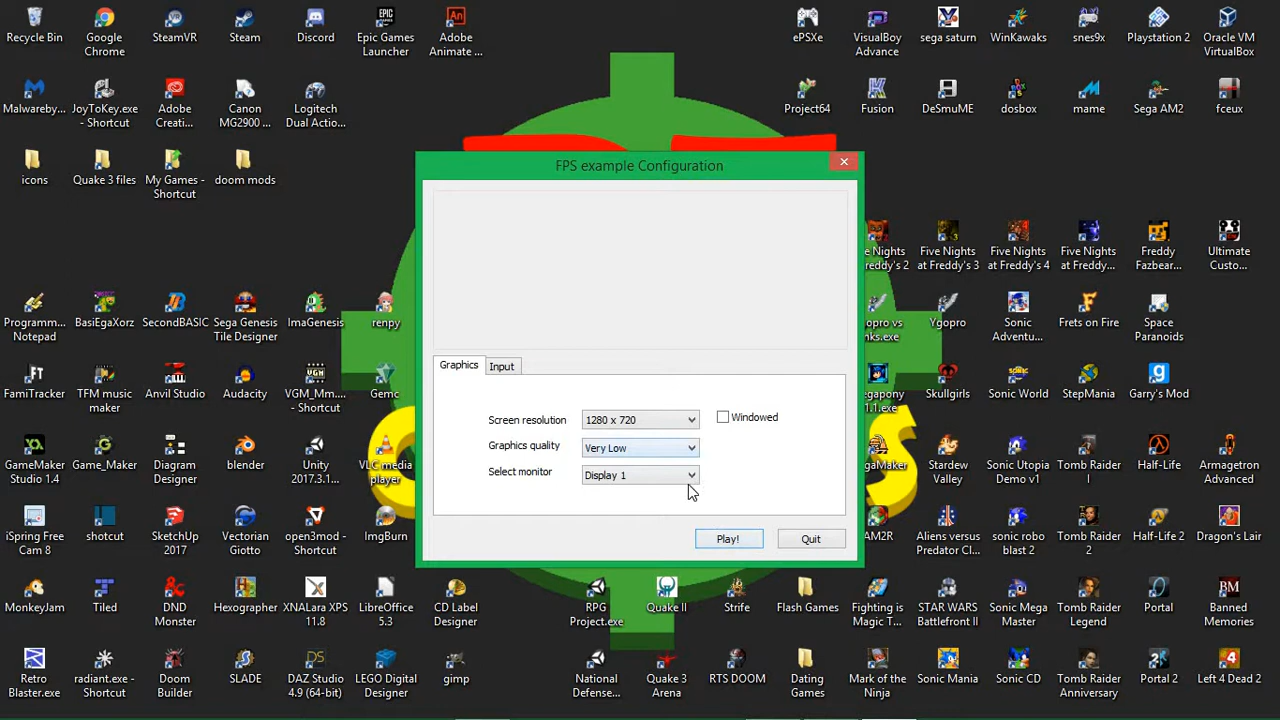 Recycle Bin
Google Chrome
SteamVR
Steam
Discord
Epic Games Launcher
Adobe Animate ...
ePSXe
VisualBoy Advance
sega saturn
WinKawaks
snes9x
Playstation 2
Oracle VM VirtualBox
Malwareby...
JoyToKey.exe - Shortcut
Adobe Creati...
Canon MG2900 ...
Logitech Dual Actio...
Project64
Fusion
DeSmuME
dosbox
mame
Sega AM2
fceux
icons
Quake 3 files
My Games - Shortcut
doom mods
FPS example Configuration
Nights at Freddy's 2
Five Nights at Freddy's 3
Five Nights at Freddy's 4
Five Nights at Freddy...
Freddy Fazbear...
Ultimate Custo...
Programm... Notepad
BasiEgaXorz
SecondBASIC
Sega Genesis Tile Designer
ImaGenesis
renpy
Ygopro
Sonic Adventu...
Frets on Fire
Space Paranoids
FamiTracker
TFM music maker
Anvil Studio
Audacity
VGM_Mm.... - Shortcut
Gemc
Graphics
Input
Skullgirls
Sonic World
StepMania
Garry's Mod
Screen resolution
1280 x 720
Windowed
Graphics quality
Very Low
Select monitor
Display 1
Play!
Quit
GameMaker Studio 1.4
Game_Maker
Diagram Designer
blender
Unity 2017.3.1...
VLC media player
Stardew Valley
Sonic Utopia Demo v1
Tomb Raider I
Half-Life
Armagetron Advanced
iSpring Free Cam 8
shotcut
SketchUp 2017
Vectorian Giotto
open3mod - Shortcut
ImgBurn
AM2R
Aliens versus Predator Cl...
sonic robo blast 2
Tomb Raider 2
Half-Life 2
Dragon's Lair
MonkeyJam
Tiled
DND Monster
Hexographer
XNALara XPS 11.8
LibreOffice 5.3
CD Label Designer
RPG Project.exe
Quake II
Strife
Flash Games
Fighting is Magic T...
STAR WARS Battlefront II
Sonic Mega Master
Tomb Raider Legend
Portal
Banned Memories
Retro Blaster.exe
radiant.exe - Shortcut
Doom Builder
SLADE
DAZ Studio 4.9 (64-bit)
LEGO Digital Designer
gimp
National Defense...
Quake 3 Arena
RTS DOOM
Dating Games
Mark of the Ninja
Sonic Mania
Sonic CD
Tomb Raider Anniversary
Portal 2
Left 4 Dead 2